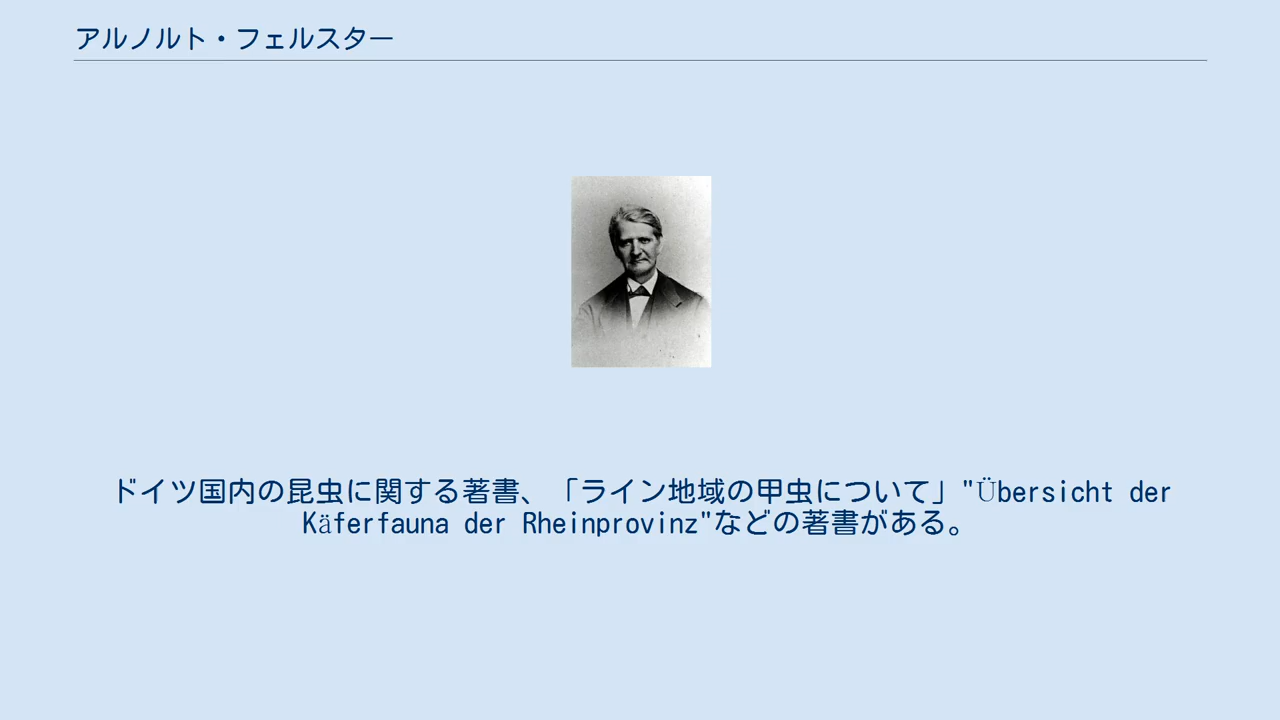 アルノルト・フェルスター
ドイツ国内の昆虫に関する著書、「ライン地域の甲虫について」"Übersicht der
Käferfauna der Rheinprovinz"などの著書がある。